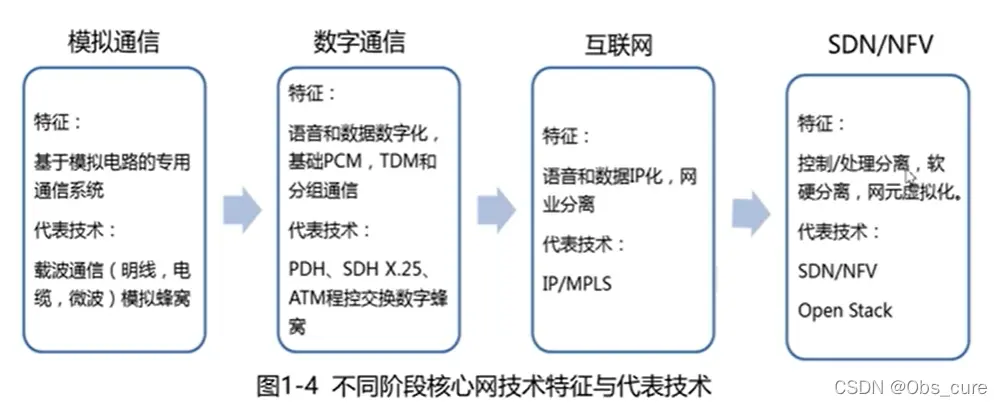 模拟通信
特征：
基于模拟电路的专用
通信系统
代表技术：
载波通信（明线，电
缆，微波）模拟蜂窝
数字通信
特征：
语音和数据数字化，
基础PCM，TDM和
分组通信
代表技术：
PDH、SDH X.25、
ATM程控交换数字蜂
窝
互联网
特征：
语音和数据IP化，网
业分离
代表技术：
IP/MPLS
SDN/NFV
特征：
控制/处理分离，软
硬分离，网元虚拟化。
代表技术：
SDN/NFV
Open Stack
图1-4 不同阶段核心网技术特征与代表技术
CSDN @Obs_cure